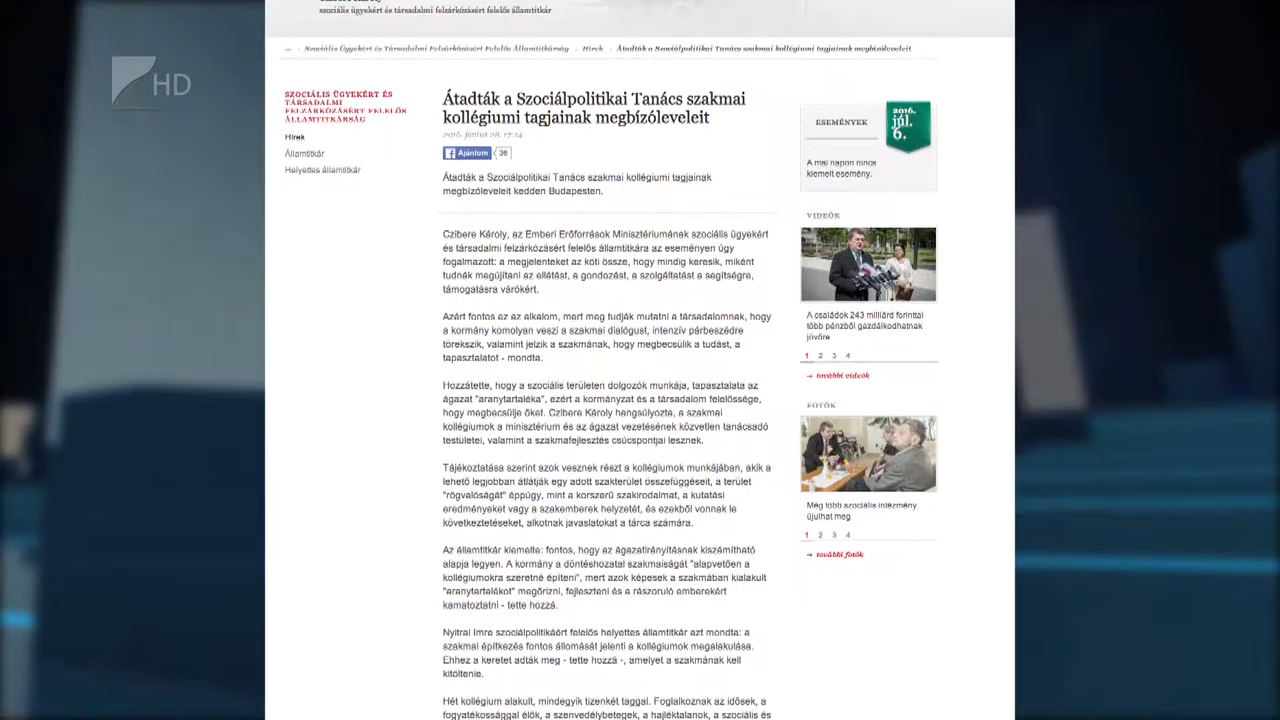 szociális ügyekért és társadalmi felzárkózásért felelős államtitkár
Szociális Ügyekért és Társadalmi Felzárkózásért Felelős Államtitkárság
Hírek
Átadták a Szociálpolitikai Tanács szakmai kollégiumi tagjainak megbízóleveleit
HD
SZOCIÁLIS ÜGYEKÉRT ÉS
TÁRSADALMI
FELZÁRKÓZÁSÉRT FELELŐS
ÁLLAMTITKÁRSÁG
Hírek
Államtitkár
Helyettes államtitkár
Átadták a Szociálpolitikai Tanács szakmai
kollégiumi tagjainak megbízóleveleit
2016. június 28. 17:14
Ajánlom 36
Átadták a Szociálpolitikai Tanács szakmai kollégiumi tagjainak
megbízóleveleit kedden Budapesten.
Czibere Károly, az Emberi Erőforrások Minisztériumának szociális ügyekért
és társadalmi felzárkózásért felelős államtitkára az eseményen úgy
fogalmazott: a megjelenteket az köti össze, hogy mindig keresik, miként
tudnák megújítani az ellátást, a gondozást, a szolgáltatást a segítségre,
támogatásra várókért.
Azért fontos ez az alkalom, mert meg tudják mutatni a társadalomnak, hogy
a kormány komolyan veszi a szakmai dialógust, intenzív párbeszédre
törekszik, valamint jelzik a szakmának, hogy megbecsülik a tudást, a
tapasztalatot - mondta.
Hozzátette, hogy a szociális területen dolgozók munkája, tapasztalata az
ágazat "aranytartaléka", ezért a kormányzat és a társadalom felelőssége,
hogy megbecsülje őket. Czibere Károly hangsúlyozta, a szakmai
kollégiumok a minisztérium és az ágazat vezetésének közvetlen tanácsadó
testületei, valamint a szakmafejlesztés csúcspontjai lesznek.
Tájékoztatása szerint azok vesznek részt a kollégiumok munkájában, akik a
lehető legjobban átlátják egy adott szakterület összefüggéseit, a terület
"rögvalóságát" éppúgy, mint a korszerű szakirodalmat, a kutatási
eredményeket vagy a szakemberek helyzetét, és ezekből vonnak le
következtetéseket, alkotnak javaslatokat a tárca számára.
Az államtitkár kiemelte: fontos, hogy az ágazatirányításnak kiszámítható
alapja legyen. A kormány a döntéshozatal szakmaiságát "alapvetően a
kollégiumokra szeretné építeni", mert azok képesek a szakmában kialakult
"aranytartalékot" megőrizni, fejleszteni és a rászoruló emberekért
kamatoztatni - tette hozzá.
Nyitrai Imre szociálpolitikáért felelős helyettes államtitkár azt mondta: a
szakmai építkezés fontos állomását jelenti a kollégiumok megalakulása.
Ehhez a keretet adták meg - tette hozzá -, amelyet a szakmának kell
kitöltenie.
Hét kollégium alakult, mindegyik tizenkét taggal. Foglalkoznak az idősek, a
fogyatékossággal élők, a szenvedélybetegek, a hajléktalanok, a szociális és
ESEMÉNYEK
2016.
júl.
6.
A mai napon nincs
kiemelt esemény.
VIDEÓK
A családok 243 milliárd forinttal
több pénzből gazdálkodhatnak
jövőre
1 2 3 4
→ további videók
FOTÓK
Még több szociális intézmény
újulhat meg
1 2 3 4
→ további fotók